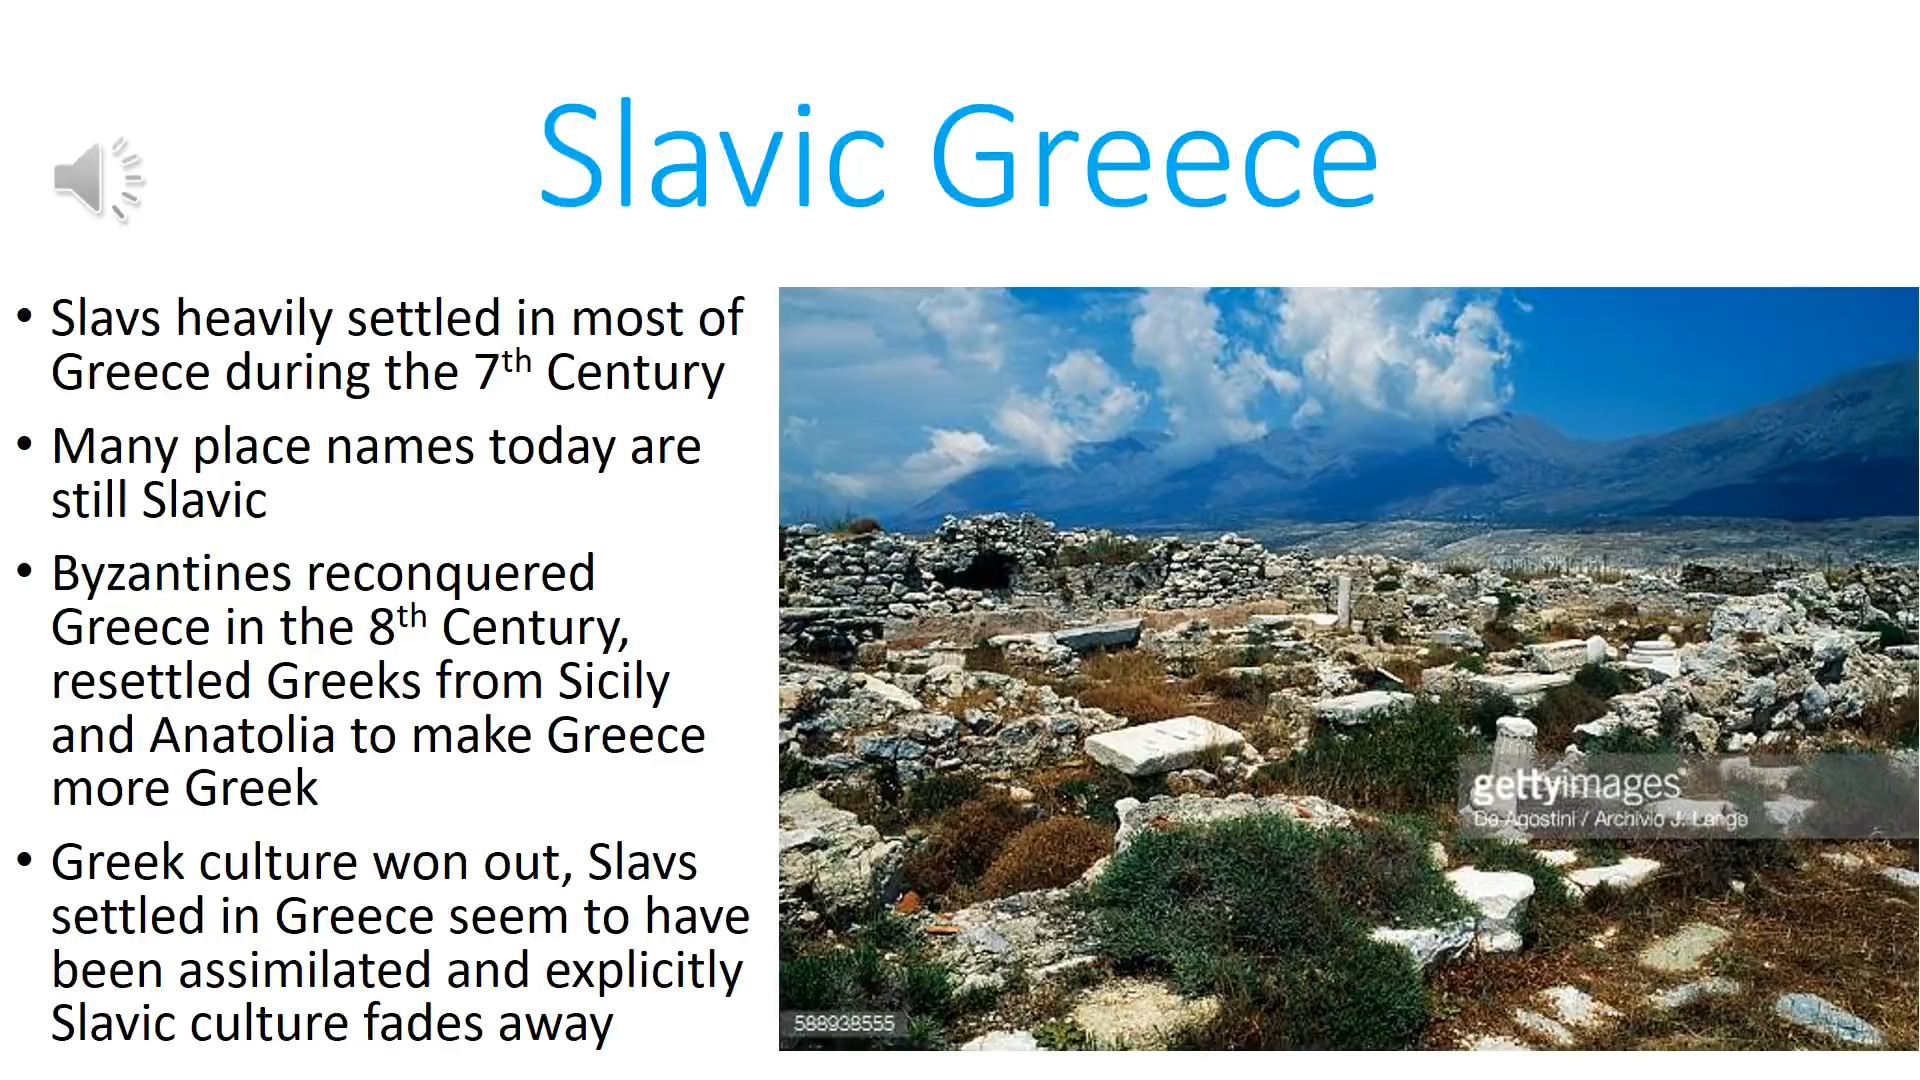 Slavic Greece
• Slavs heavily settled in most of
Greece during the 7th Century
• Many place names today are
still Slavic
• Byzantines reconquered
Greece in the 8th Century,
resettled Greeks from Sicily
and Anatolia to make Greece
more Greek
• Greek culture won out, Slavs
settled in Greece seem to have
been assimilated and explicitly
Slavic culture fades away
gettyimages
De Agostini / Archivio J. Lange
588938555